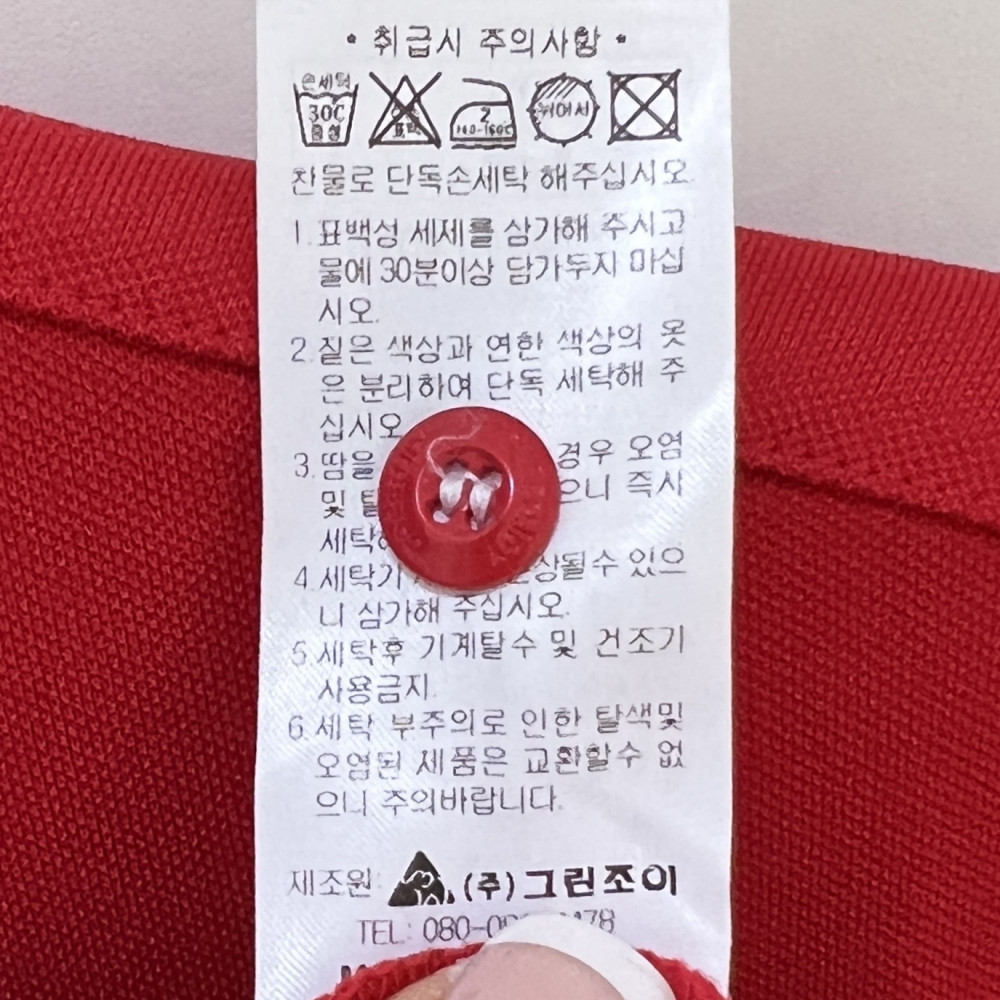 • 취급시 주의사항 •
손세탁
30C
중성
표백
2
140-160℃
뉘어서
찬물로 단독손세탁 해주십시오.
1. 표백성 세제를 삼가해 주시고
물에 30분이상 담가두지 마십
시오.
2. 짙은 색상과 연한 색상의 옷
은 분리하여 단독 세탁해 주
십시오
3. 땀을 경우 오염
및 으니 즉시
4. 세탁기 있으
니 삼가해 주십시오.
5. 세탁후 기계탈수 및 건조기
사용금지.
6. 세탁 부주의로 인한 탈색및
오염된 제품은 교환할수 없
으니 주의바랍니다.
제조원: (주)그린조이
TEL: 080-